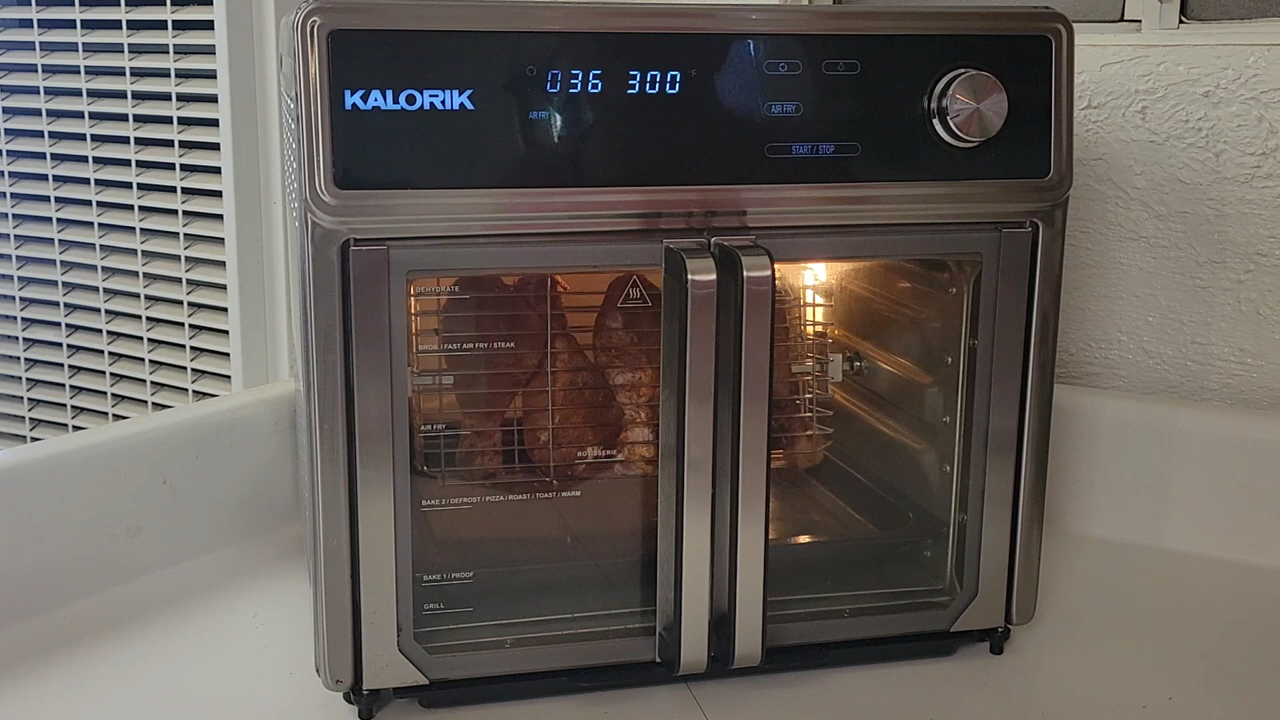 KALORIK
036 300 °F
AIR FRY
AIR FRY
START / STOP
DEHYDRATE
BROIL / FAST AIR FRY / STEAK
AIR FRY
ROTISSERIE
BAKE 2 / DEFROST / PIZZA / ROAST / TOAST / WARM
BAKE 1 / PROOF
GRILL